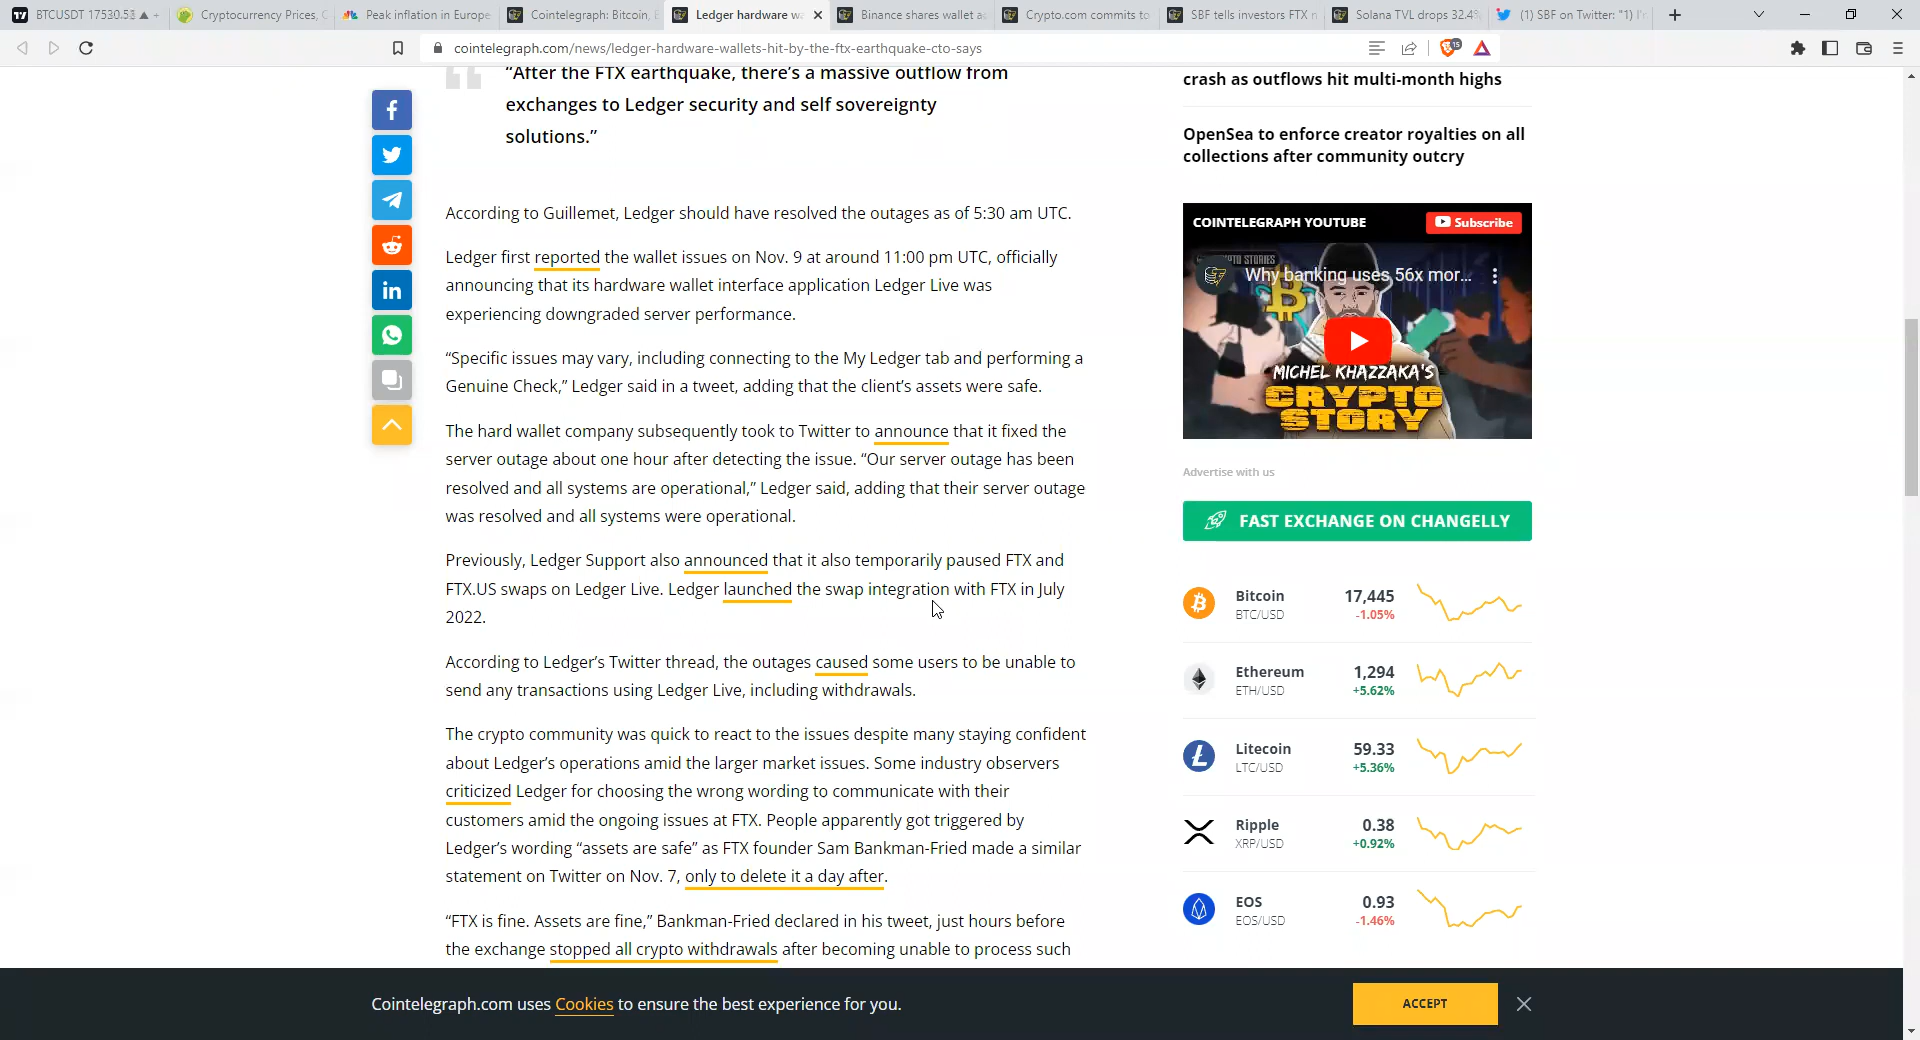 BTCUSDT 17530.5
Cryptocurrency Prices, C
Peak inflation in Europe
Cointelegraph: Bitcoin, E
Ledger hardware wa
Binance shares wallet a
Crypto.com commits to
SBF tells investors FTX n
Solana TVL drops 32.4%
(1) SBF on Twitter: "1) I'm
cointelegraph.com/news/ledger-hardware-wallets-hit-by-the-ftx-earthquake-cto-says
15
“After the FTX earthquake, there’s a massive outflow from
exchanges to Ledger security and self sovereignty
solutions.”
According to Guillemet, Ledger should have resolved the outages as of 5:30 am UTC.
Ledger first reported the wallet issues on Nov. 9 at around 11:00 pm UTC, officially
announcing that its hardware wallet interface application Ledger Live was
experiencing downgraded server performance.
“Specific issues may vary, including connecting to the My Ledger tab and performing a
Genuine Check,” Ledger said in a tweet, adding that the client’s assets were safe.
The hard wallet company subsequently took to Twitter to announce that it fixed the
server outage about one hour after detecting the issue. “Our server outage has been
resolved and all systems are operational,” Ledger said, adding that their server outage
was resolved and all systems were operational.
Previously, Ledger Support also announced that it also temporarily paused FTX and
FTX.US swaps on Ledger Live. Ledger launched the swap integration with FTX in July
2022.
According to Ledger’s Twitter thread, the outages caused some users to be unable to
send any transactions using Ledger Live, including withdrawals.
The crypto community was quick to react to the issues despite many staying confident
about Ledger’s operations amid the larger market issues. Some industry observers
criticized Ledger for choosing the wrong wording to communicate with their
customers amid the ongoing issues at FTX. People apparently got triggered by
Ledger’s wording “assets are safe” as FTX founder Sam Bankman-Fried made a similar
statement on Twitter on Nov. 7, only to delete it a day after.
“FTX is fine. Assets are fine,” Bankman-Fried declared in his tweet, just hours before
the exchange stopped all crypto withdrawals after becoming unable to process such
crash as outflows hit multi-month highs
OpenSea to enforce creator royalties on all
collections after community outcry
COINTELEGRAPH YOUTUBE
Subscribe
Why banking uses 56x mor...
MICHEL KHAZZAKA'S
CRYPTO
STORY
Advertise with us
FAST EXCHANGE ON CHANGELLY
Bitcoin 17,445
BTC/USD -1.05%
Ethereum 1,294
ETH/USD +5.62%
Litecoin 59.33
LTC/USD +5.36%
Ripple 0.38
XRP/USD +0.92%
EOS 0.93
EOS/USD -1.46%
Cointelegraph.com uses Cookies to ensure the best experience for you.
ACCEPT